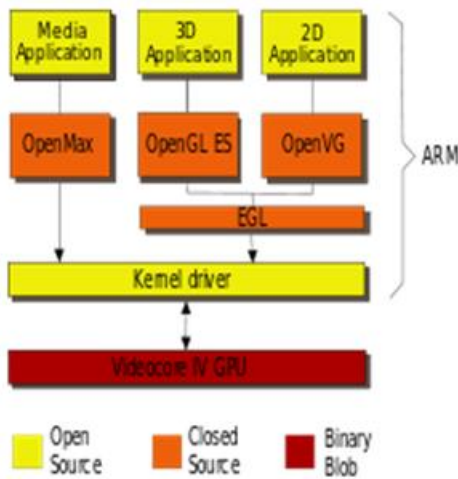 Media
Application
3D
Application
2D
Application
OpenMax
OpenGL ES
OpenVG
ARM
EGL
Kernel driver
Videocore IV GPU
Open
Source
Closed
Source
Binary
Blob